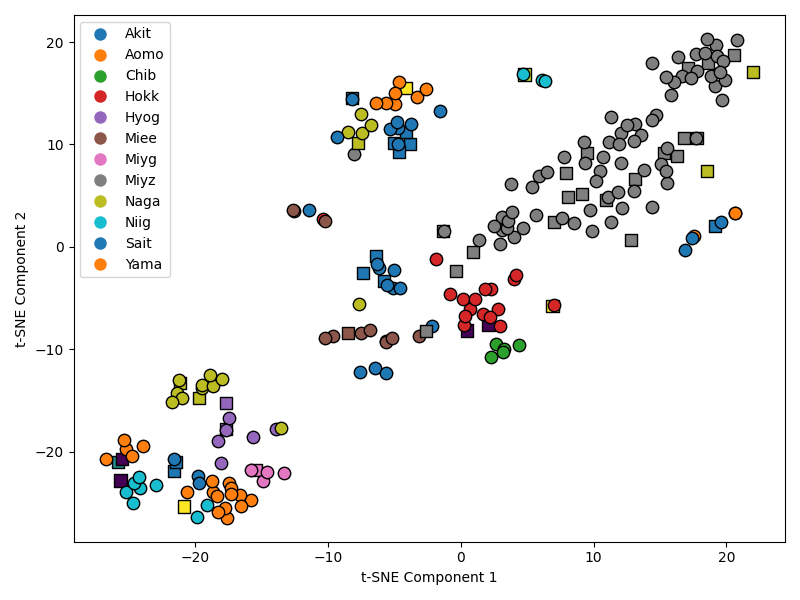 Akit
Aomo
Chib
Hokk
Hyog
Miee
Miyg
Miyz
Naga
Niig
Sait
Yama
20
10
0
−10
−20
−20
−10
0
10
20
t-SNE Component 1
t-SNE Component 2